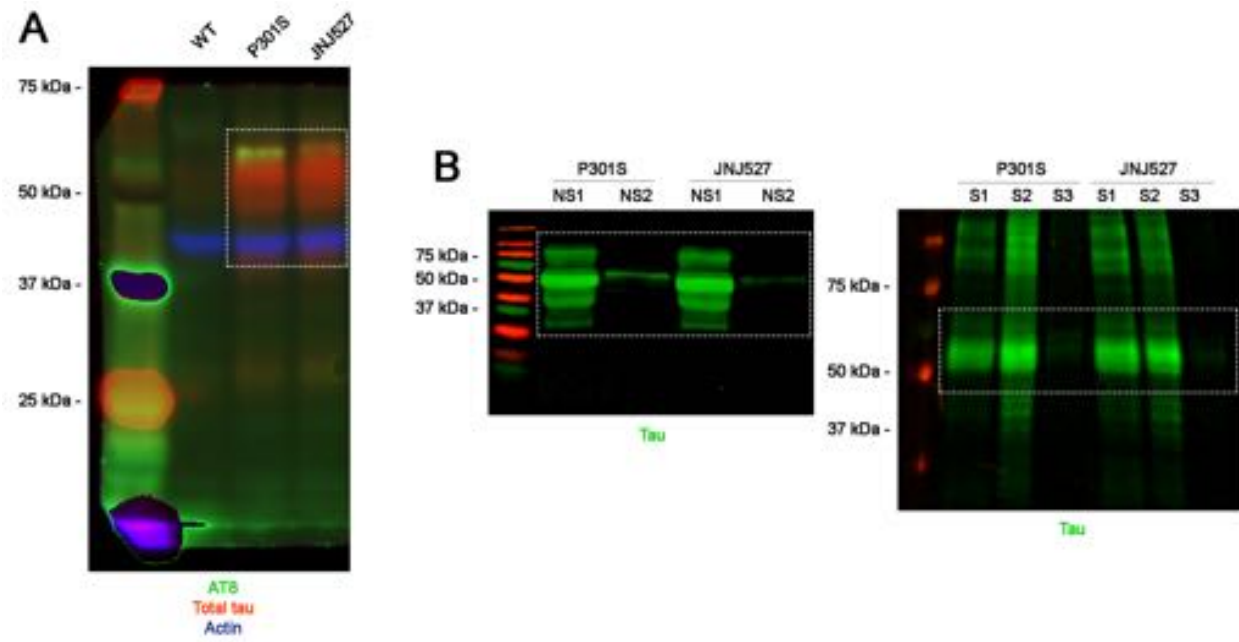 A
WT P301S JNJ527
75 kDa -
50 kDa -
37 kDa -
25 kDa -
AT8
Total tau
Actin
B
P301S JNJ527
NS1 NS2 NS1 NS2
75 kDa -
50 kDa -
37 kDa -
Tau
P301S JNJ527
S1 S2 S3 S1 S2 S3
75 kDa -
50 kDa -
37 kDa -
Tau